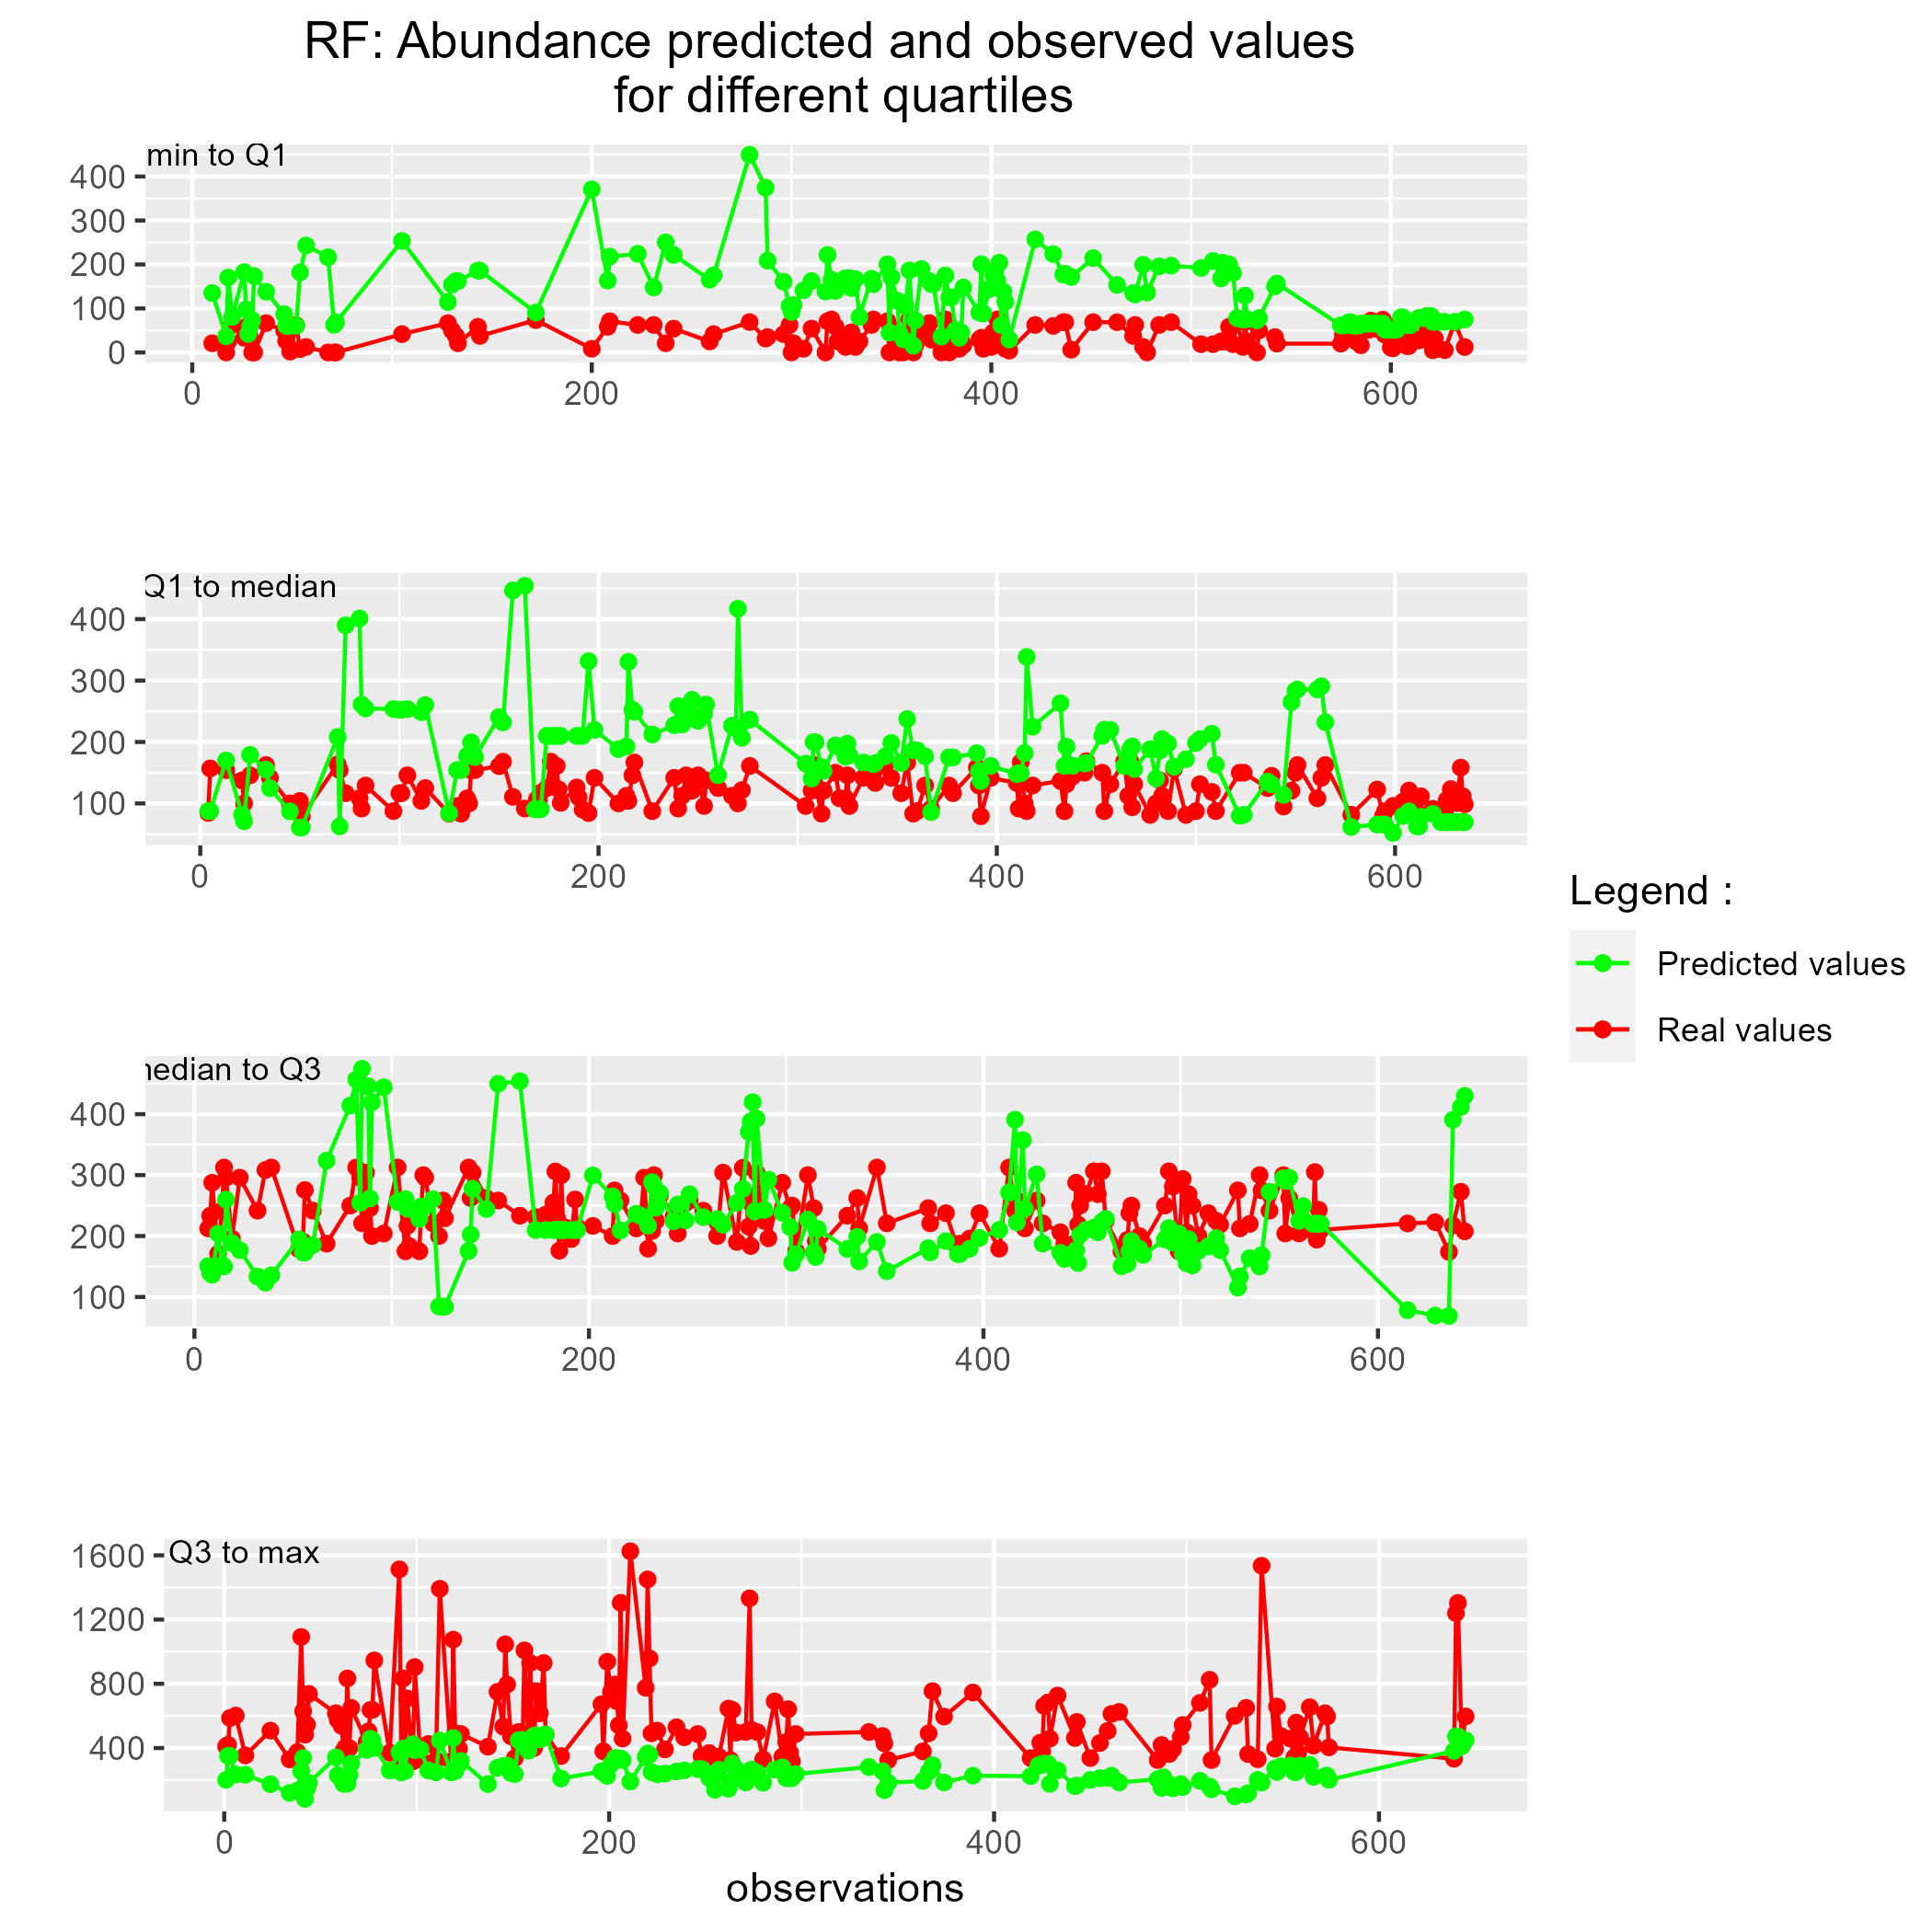 RF: Abundance predicted and observed values
for different quartiles
min to Q1
400
300
200
100
0
0 200 400 600
Q1 to median
400
300
200
100
0 200 400 600
nedian to Q3
400
300
200
100
0 200 400 600
Q3 to max
1600
1200
800
400
0 200 400 600
observations
Legend :
Predicted values
Real values